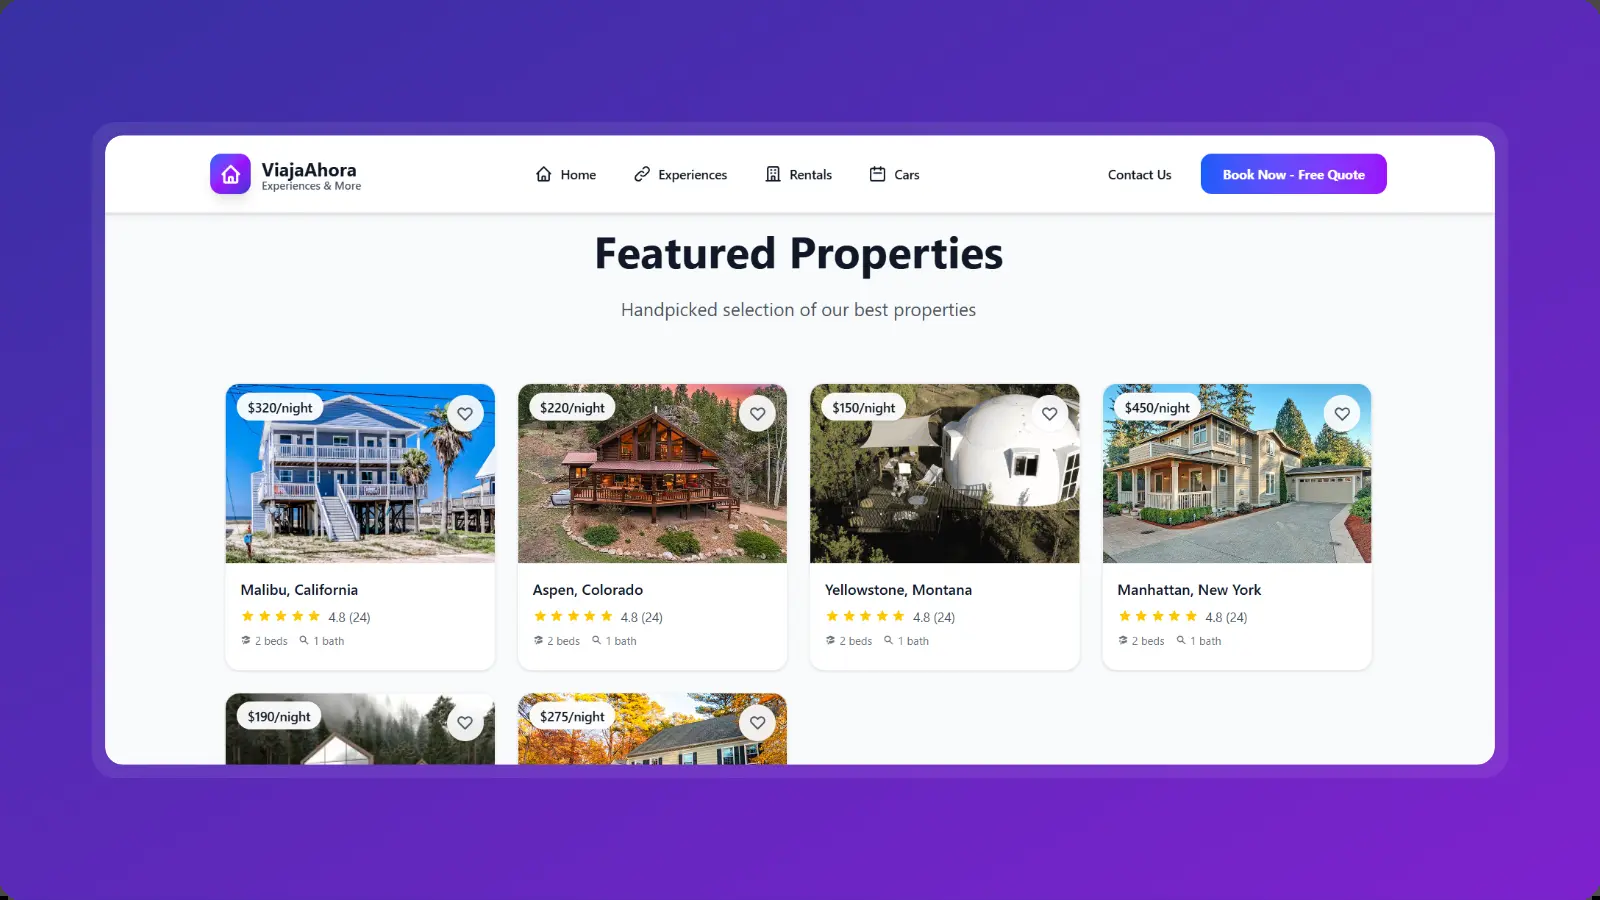 ViajaAhora
Experiences & More
Home
Experiences
Rentals
Cars
Contact Us
Book Now - Free Quote
Featured Properties
Handpicked selection of our best properties
$320/night
Malibu, California
4.8 (24)
2 beds 1 bath
$220/night
Aspen, Colorado
4.8 (24)
2 beds 1 bath
$150/night
Yellowstone, Montana
4.8 (24)
2 beds 1 bath
$450/night
Manhattan, New York
4.8 (24)
2 beds 1 bath
$190/night
$275/night